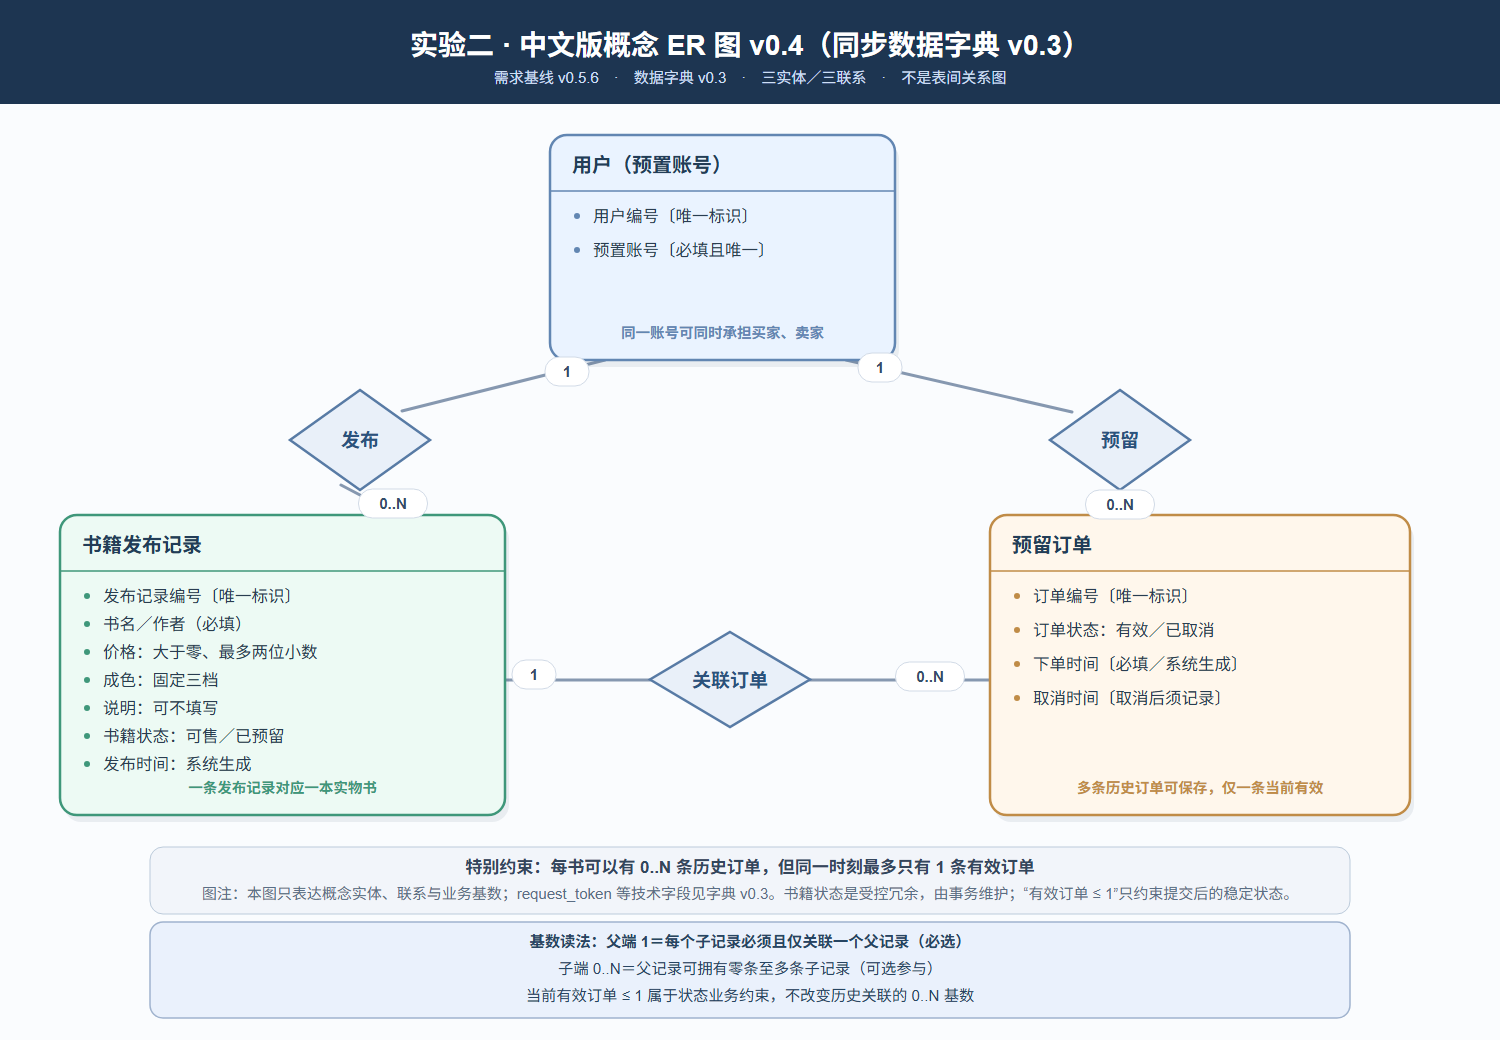 实验二 · 中文版概念 ER 图 v0.4（同步数据字典 v0.3）
需求基线 v0.5.6 · 数据字典 v0.3 · 三实体／三联系 · 不是表间关系图
用户（预置账号）
用户编号〔唯一标识〕
预置账号〔必填且唯一〕
同一账号可同时承担买家、卖家
1
1
发布
预留
0..N
0..N
书籍发布记录
发布记录编号〔唯一标识〕
书名／作者（必填）
价格：大于零、最多两位小数
成色：固定三档
说明：可不填写
书籍状态：可售／已预留
发布时间：系统生成
一条发布记录对应一本实物书
1
关联订单
0..N
预留订单
订单编号〔唯一标识〕
订单状态：有效／已取消
下单时间〔必填／系统生成〕
取消时间〔取消后须记录〕
多条历史订单可保存，仅一条当前有效
特别约束：每书可以有 0..N 条历史订单，但同一时刻最多只有 1 条有效订单
图注：本图只表达概念实体、联系与业务基数；request_token 等技术字段见字典 v0.3。书籍状态是受控冗余，由事务维护；“有效订单 ≤ 1”只约束提交后的稳定状态。
基数读法：父端 1＝每个子记录必须且仅关联一个父记录（必选）
子端 0..N＝父记录可拥有零条至多条子记录（可选参与）
当前有效订单 ≤ 1 属于状态业务约束，不改变历史关联的 0..N 基数